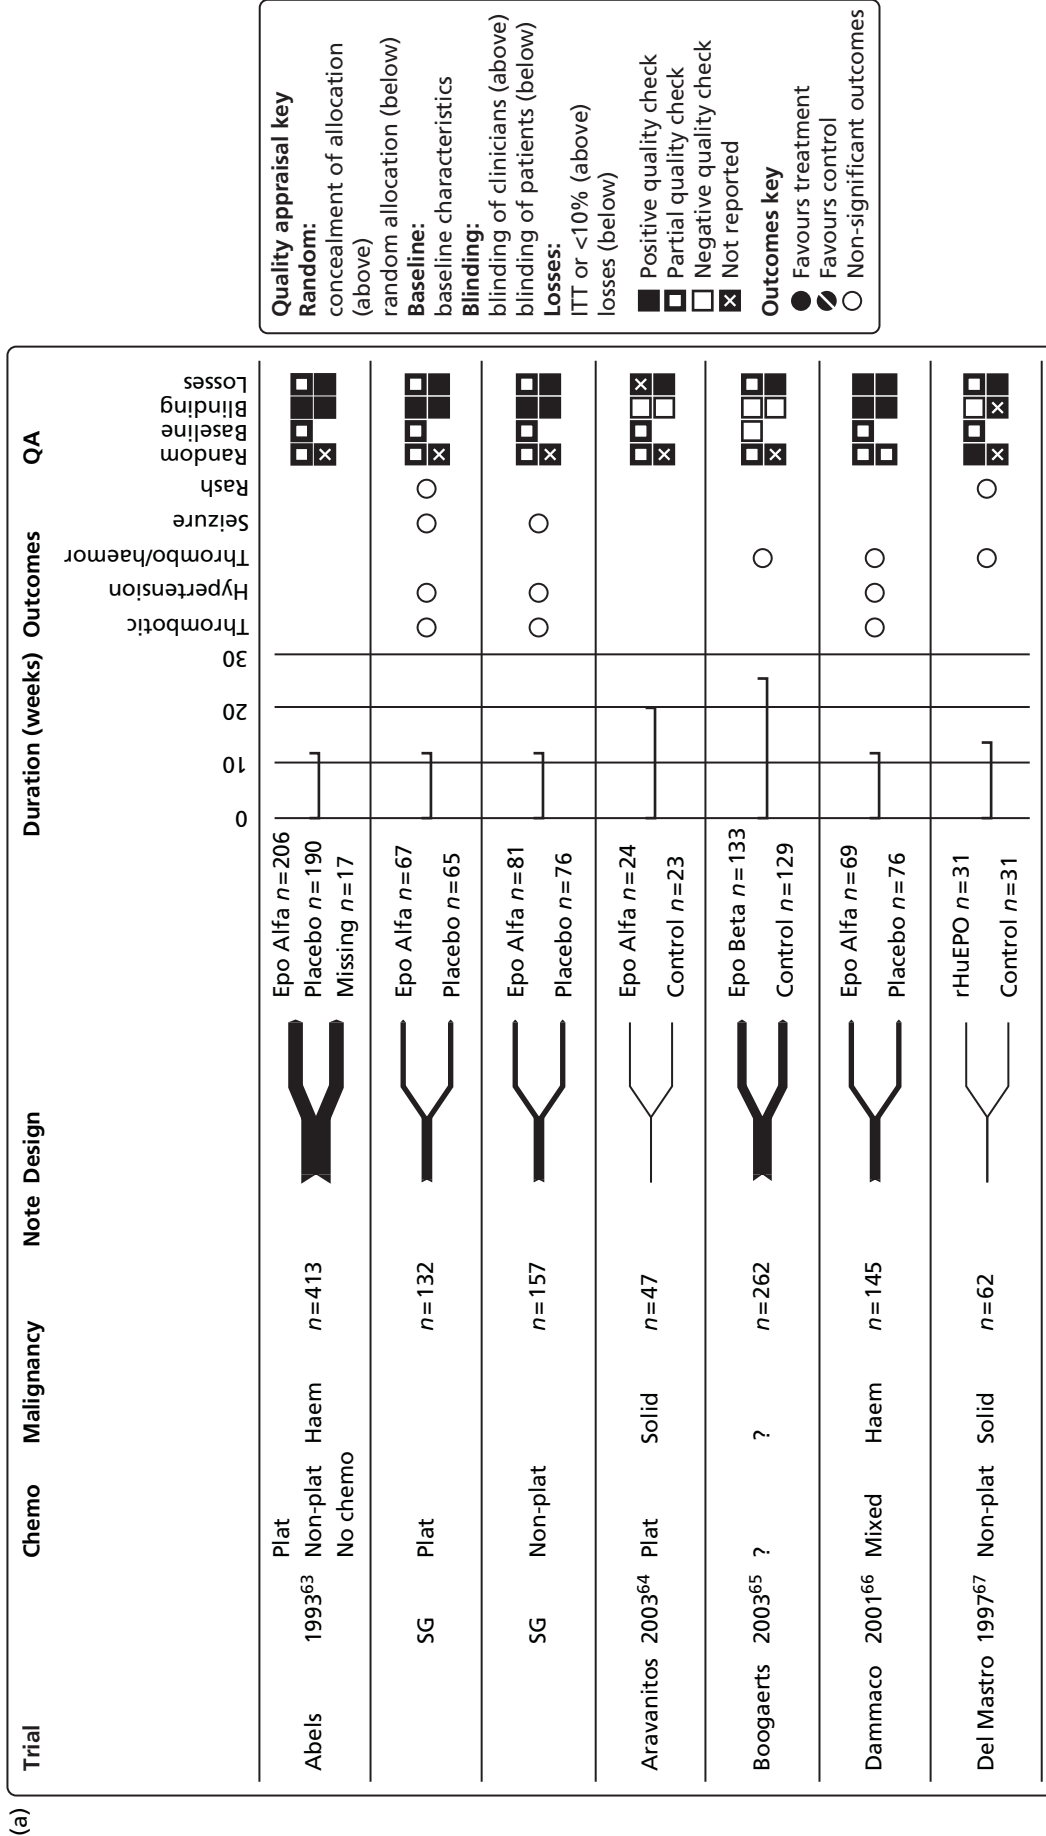 (a)
Trial Chemo Malignancy Note Design Duration (weeks) Outcomes QA
0 10 20 30 Thrombotic Hypertension Thrombo/haemor Seizure Rash Random Baseline Blinding Losses
Plat Epo Alfa n=206
Abels 1993⁶³ Non-plat Haem n=413 Placebo n=190
No chemo Missing n=17
Epo Alfa n=67
SG Plat n=132
Placebo n=65
Epo Alfa n=81
SG Non-plat n=157
Placebo n=76
Epo Alfa n=24
Aravanitos 2003⁶⁴ Plat Solid n=47
Control n=23
Epo Beta n=133
Boogaerts 2003⁶⁵ ? ? n=262
Control n=129
Epo Alfa n=69
Dammaco 2001⁶⁶ Mixed Haem n=145
Placebo n=76
rHuEPO n=31
Del Mastro 1997⁶⁷ Non-plat Solid n=62
Control n=31
Quality appraisal key
Random:
concealment of allocation
(above)
random allocation (below)
Baseline:
baseline characteristics
Blinding:
blinding of clinicians (above)
blinding of patients (below)
Losses:
ITT or <10% (above)
losses (below)
Positive quality check
Partial quality check
Negative quality check
Not reported
Outcomes key
Favours treatment
Favours control
Non-significant outcomes